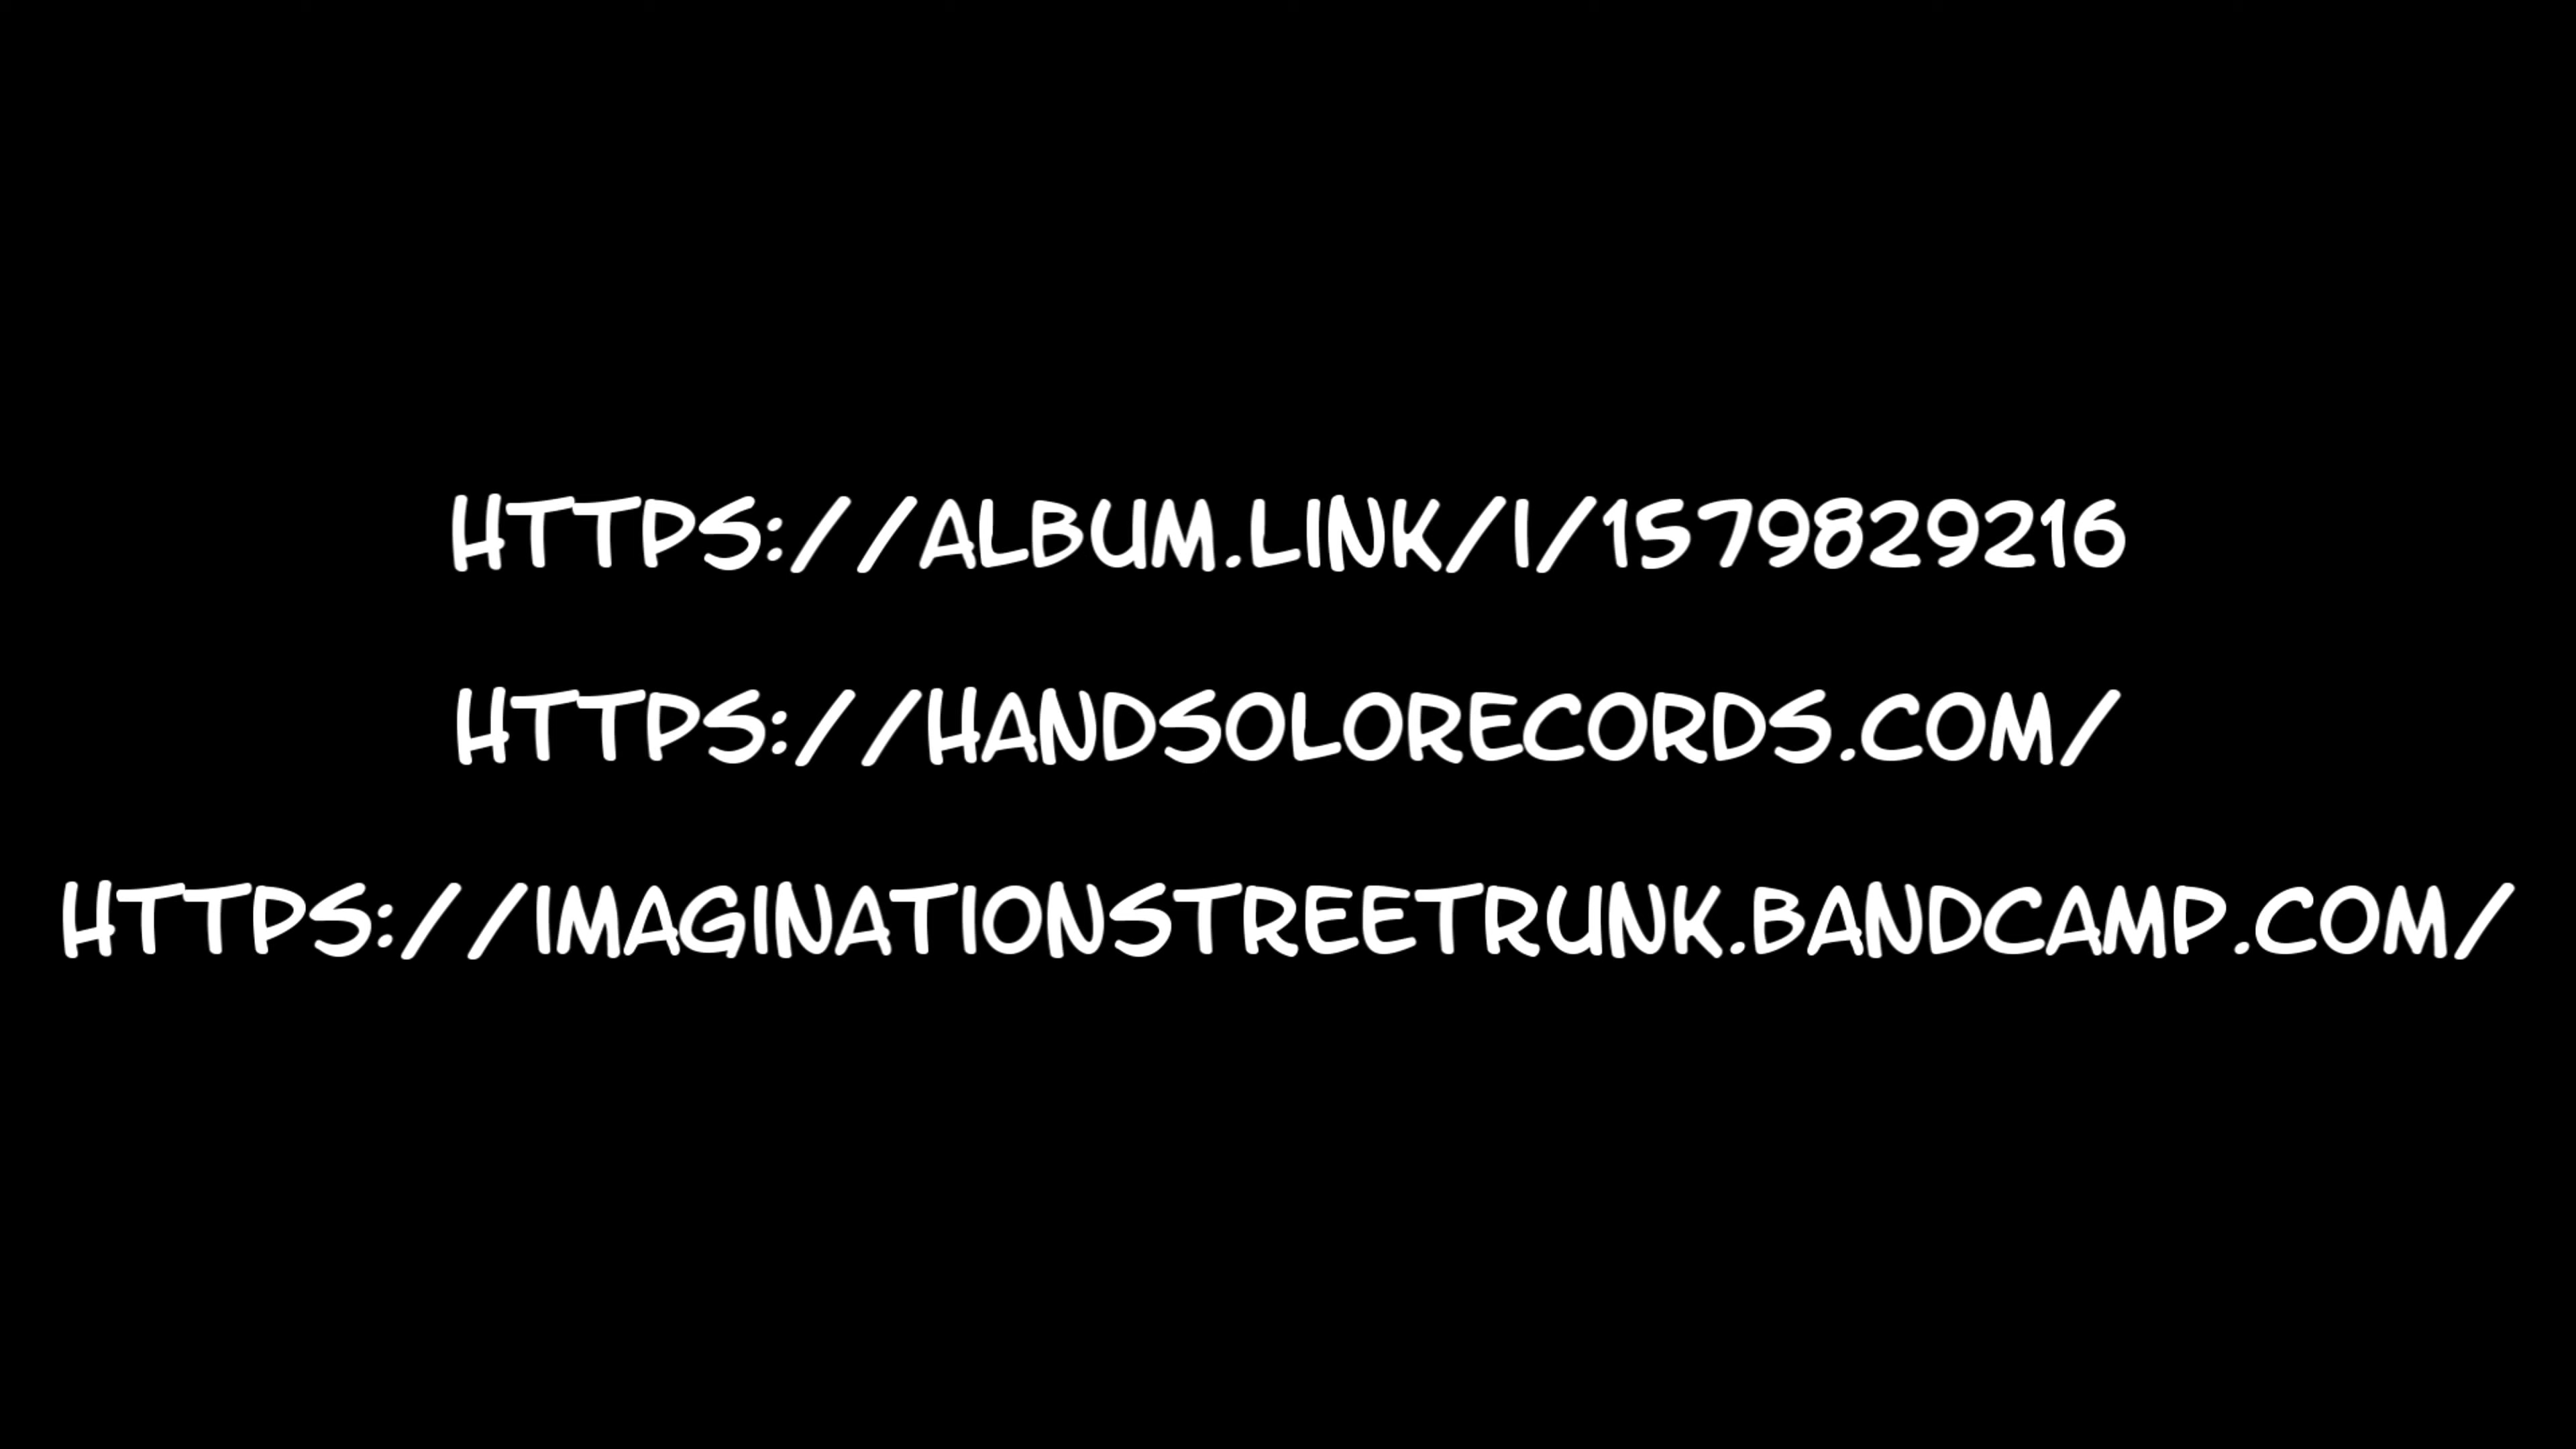 HTTPS://ALBUM.LINK/I/1579829216
HTTPS://HANDSOLORECORDS.COM/
HTTPS://IMAGINATIONSTREETRUNK.BANDCAMP.COM/